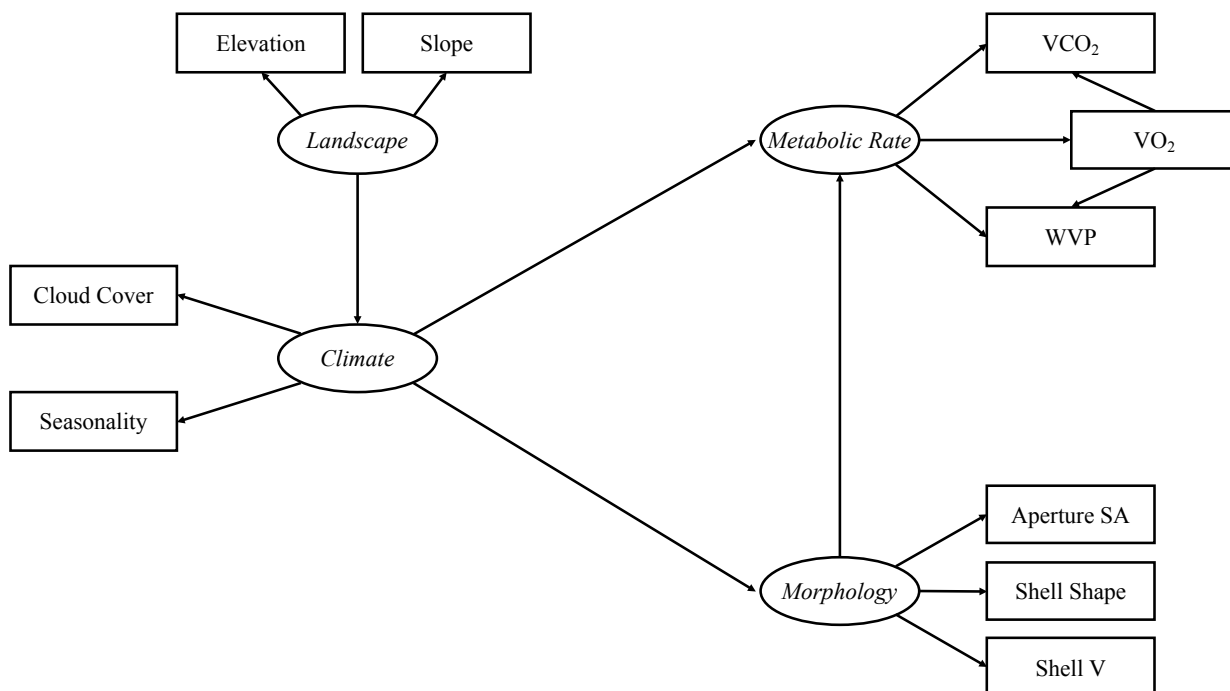 Elevation
Slope
VCO₂
Landscape
Metabolic Rate
VO₂
WVP
Cloud Cover
Climate
Seasonality
Aperture SA
Morphology
Shell Shape
Shell V